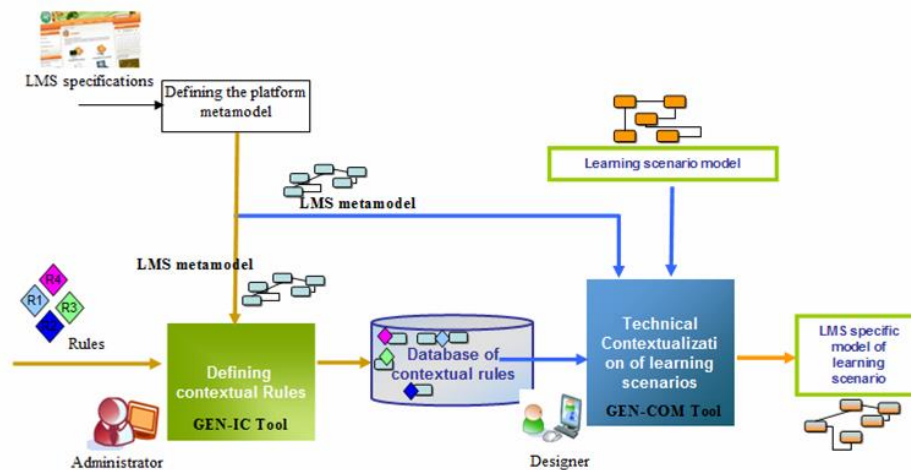 LMS specifications
Defining the platform
metamodel
Learning scenario model
LMS metamodel
LMS metamodel
R4
R1
R3
R2
Rules
Defining
contextual Rules
GEN-IC Tool
Database of
contextual rules
Technical
Contextualizati
on of learning
scenarios
GEN-COM Tool
LMS specific
model of
learning
scenario
Administrator
Designer